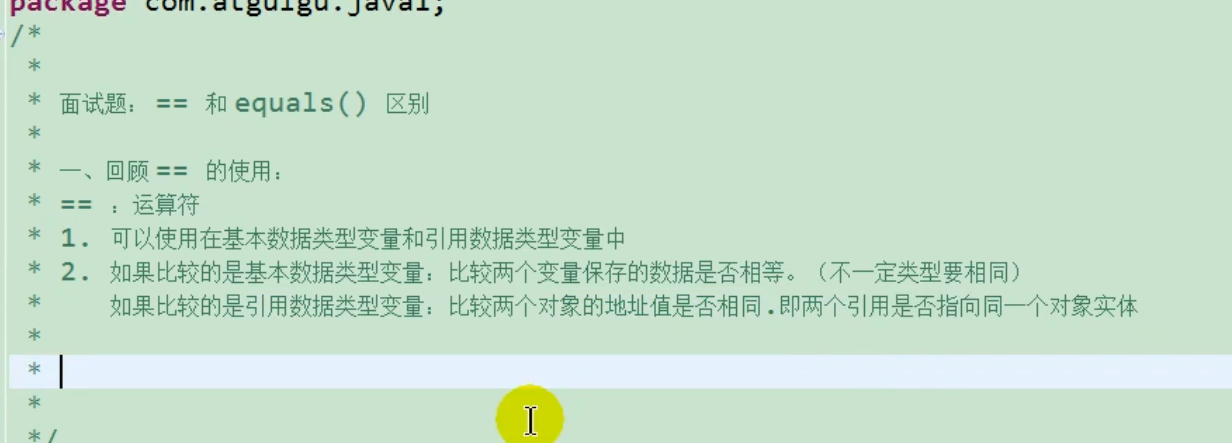 package com.atguigu.java1;
/*
*
* 面试题： == 和 equals() 区别
*
* 一、回顾 == 的使用：
* == ：运算符
* 1. 可以使用在基本数据类型变量和引用数据类型变量中
* 2. 如果比较的是基本数据类型变量：比较两个变量保存的数据是否相等。（不一定类型要相同）
* 如果比较的是引用数据类型变量：比较两个对象的地址值是否相同.即两个引用是否指向同一个对象实体
*
*
*
*/